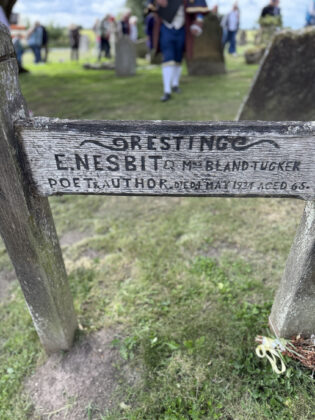 RESTING
E. NESBIT MRS BLAND-TUCKER
POET & AUTHOR. DIED 4 MAY 1924 AGED 65.